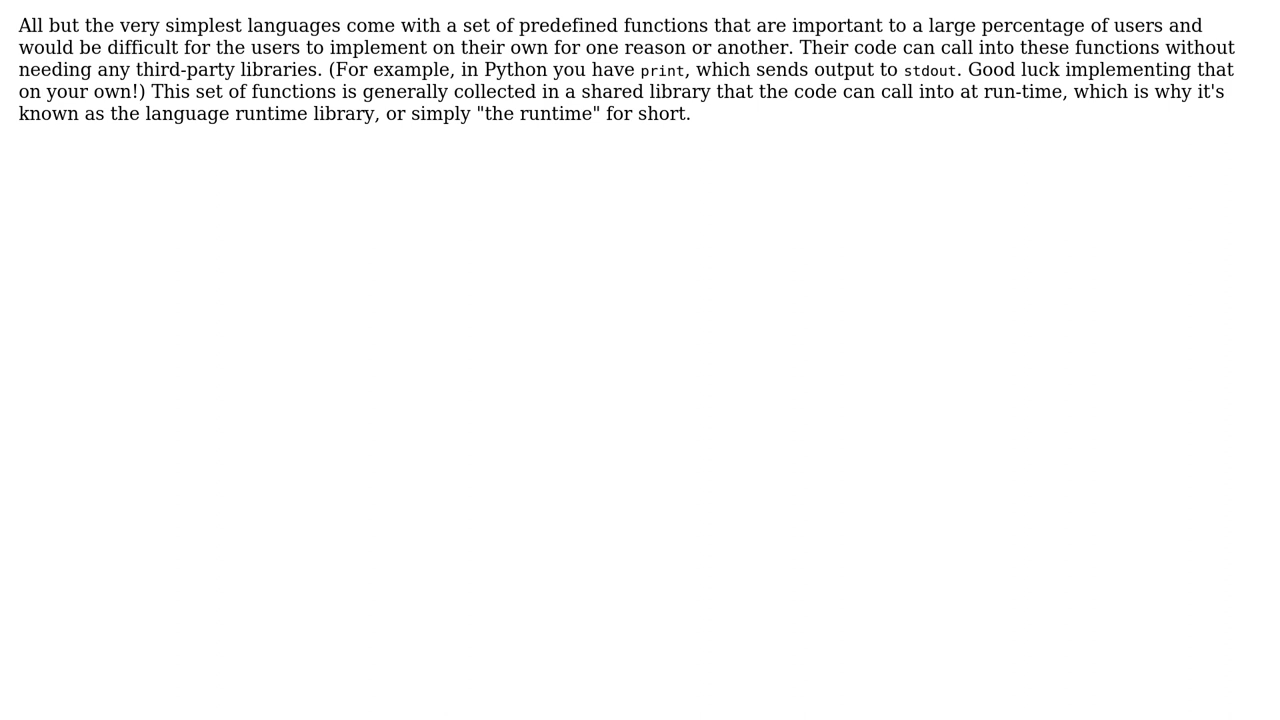 All but the very simplest languages come with a set of predefined functions that are important to a large percentage of users and
would be difficult for the users to implement on their own for one reason or another. Their code can call into these functions without
needing any third-party libraries. (For example, in Python you have print, which sends output to stdout. Good luck implementing that
on your own!) This set of functions is generally collected in a shared library that the code can call into at run-time, which is why it's
known as the language runtime library, or simply "the runtime" for short.